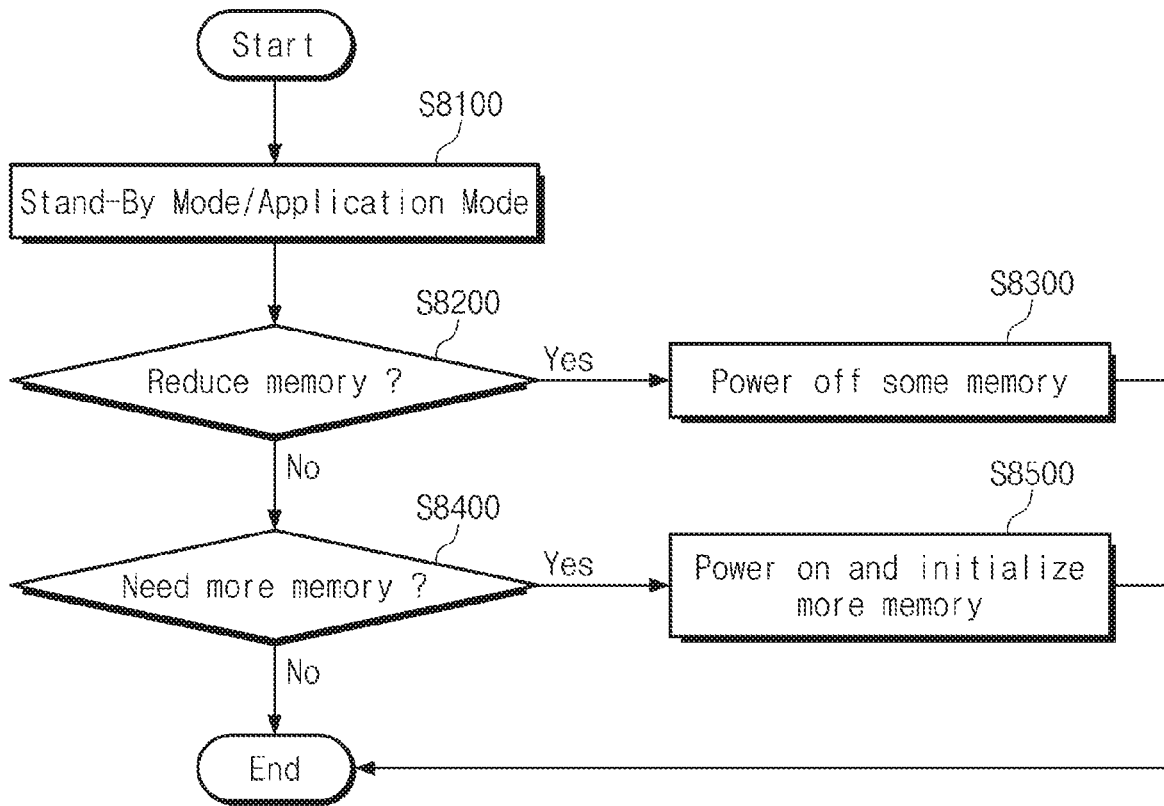 Start
S8100
Stand-By Mode/Application Mode
S8200
Reduce memory ?
Yes
S8300
Power off some memory
No
S8400
Need more memory ?
Yes
S8500
Power on and initialize
more memory
No
End